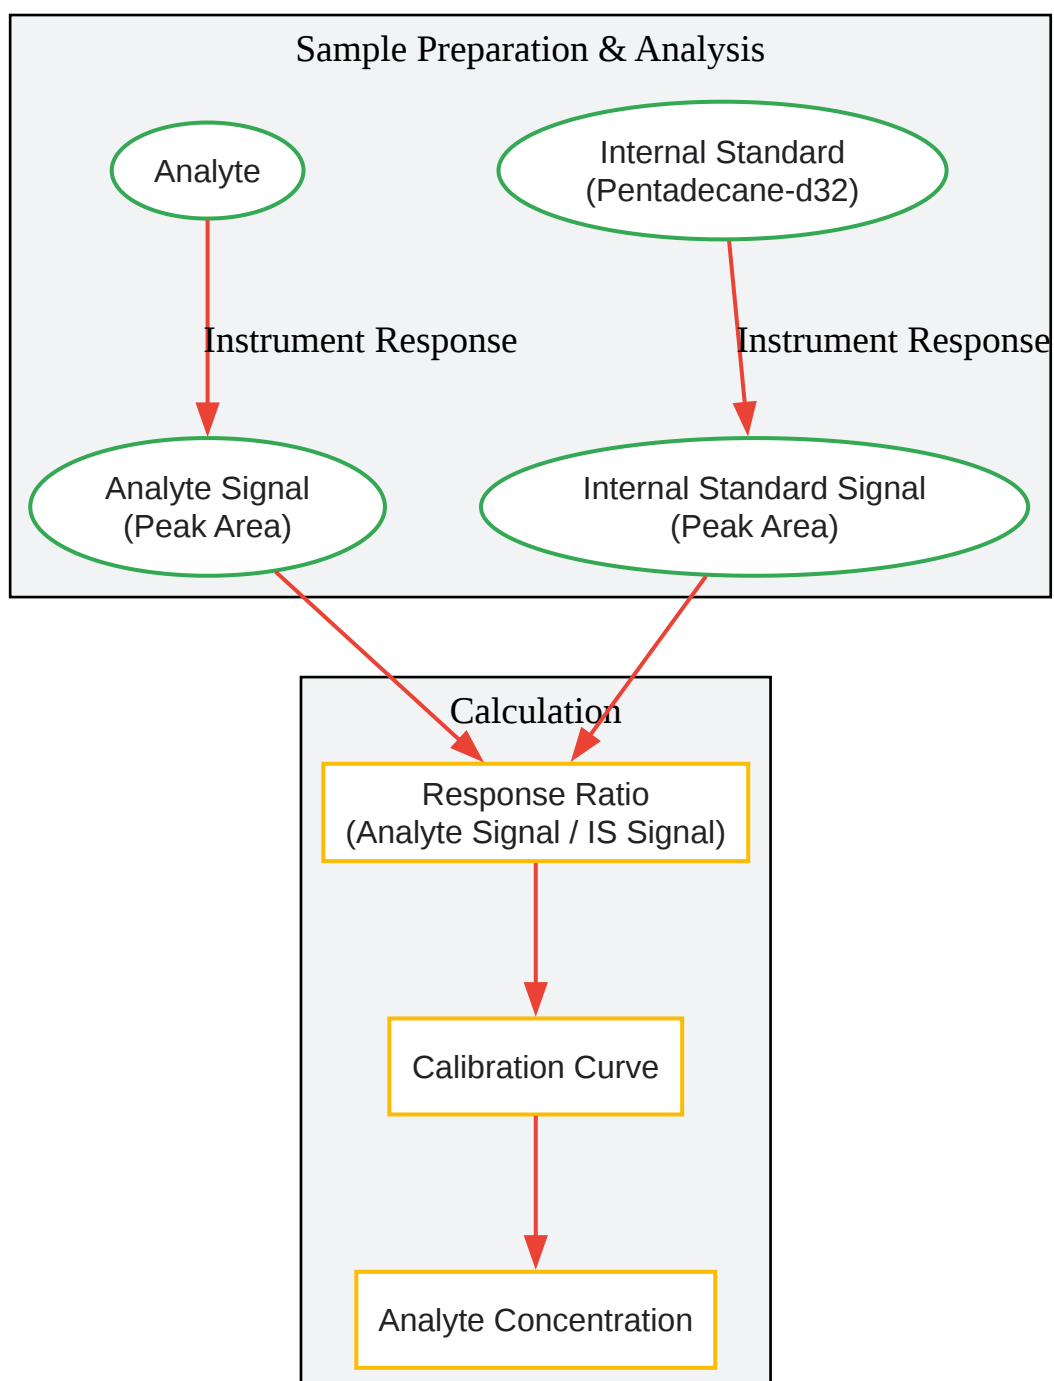 Sample Preparation & Analysis
Analyte
Internal Standard
(Pentadecane-d32)
Instrument Response
Instrument Response
Analyte Signal
(Peak Area)
Internal Standard Signal
(Peak Area)
Calculation
Response Ratio
(Analyte Signal / IS Signal)
Calibration Curve
Analyte Concentration